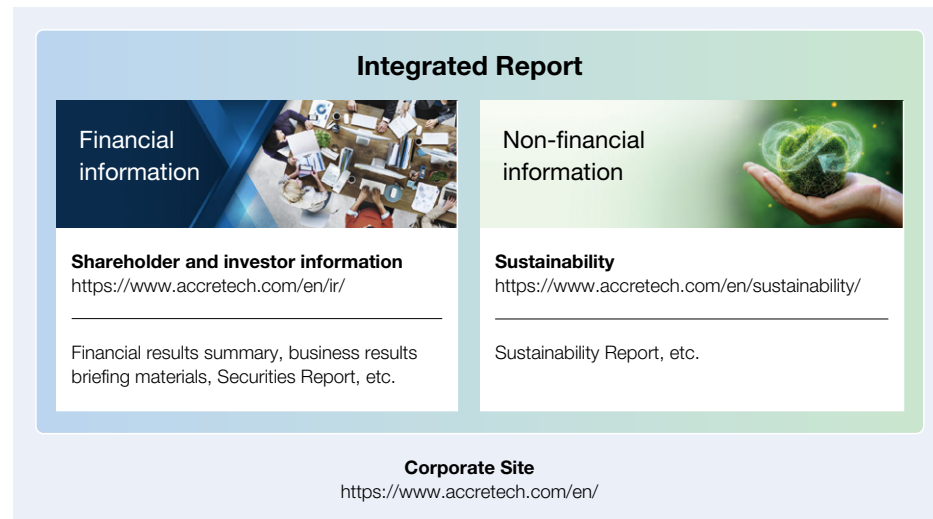 Integrated Report
Financial
information
Shareholder and investor information
https://www.accretech.com/en/ir/
Financial results summary, business results
briefing materials, Securities Report, etc.
Non-financial
information
Sustainability
https://www.accretech.com/en/sustainability/
Sustainability Report, etc.
Corporate Site
https://www.accretech.com/en/